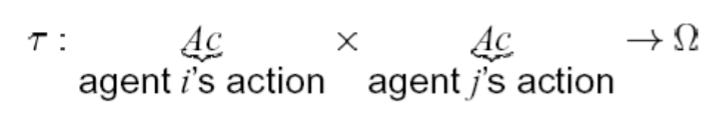 τ : Ac × Ac → Ω
agent i's action agent j's action